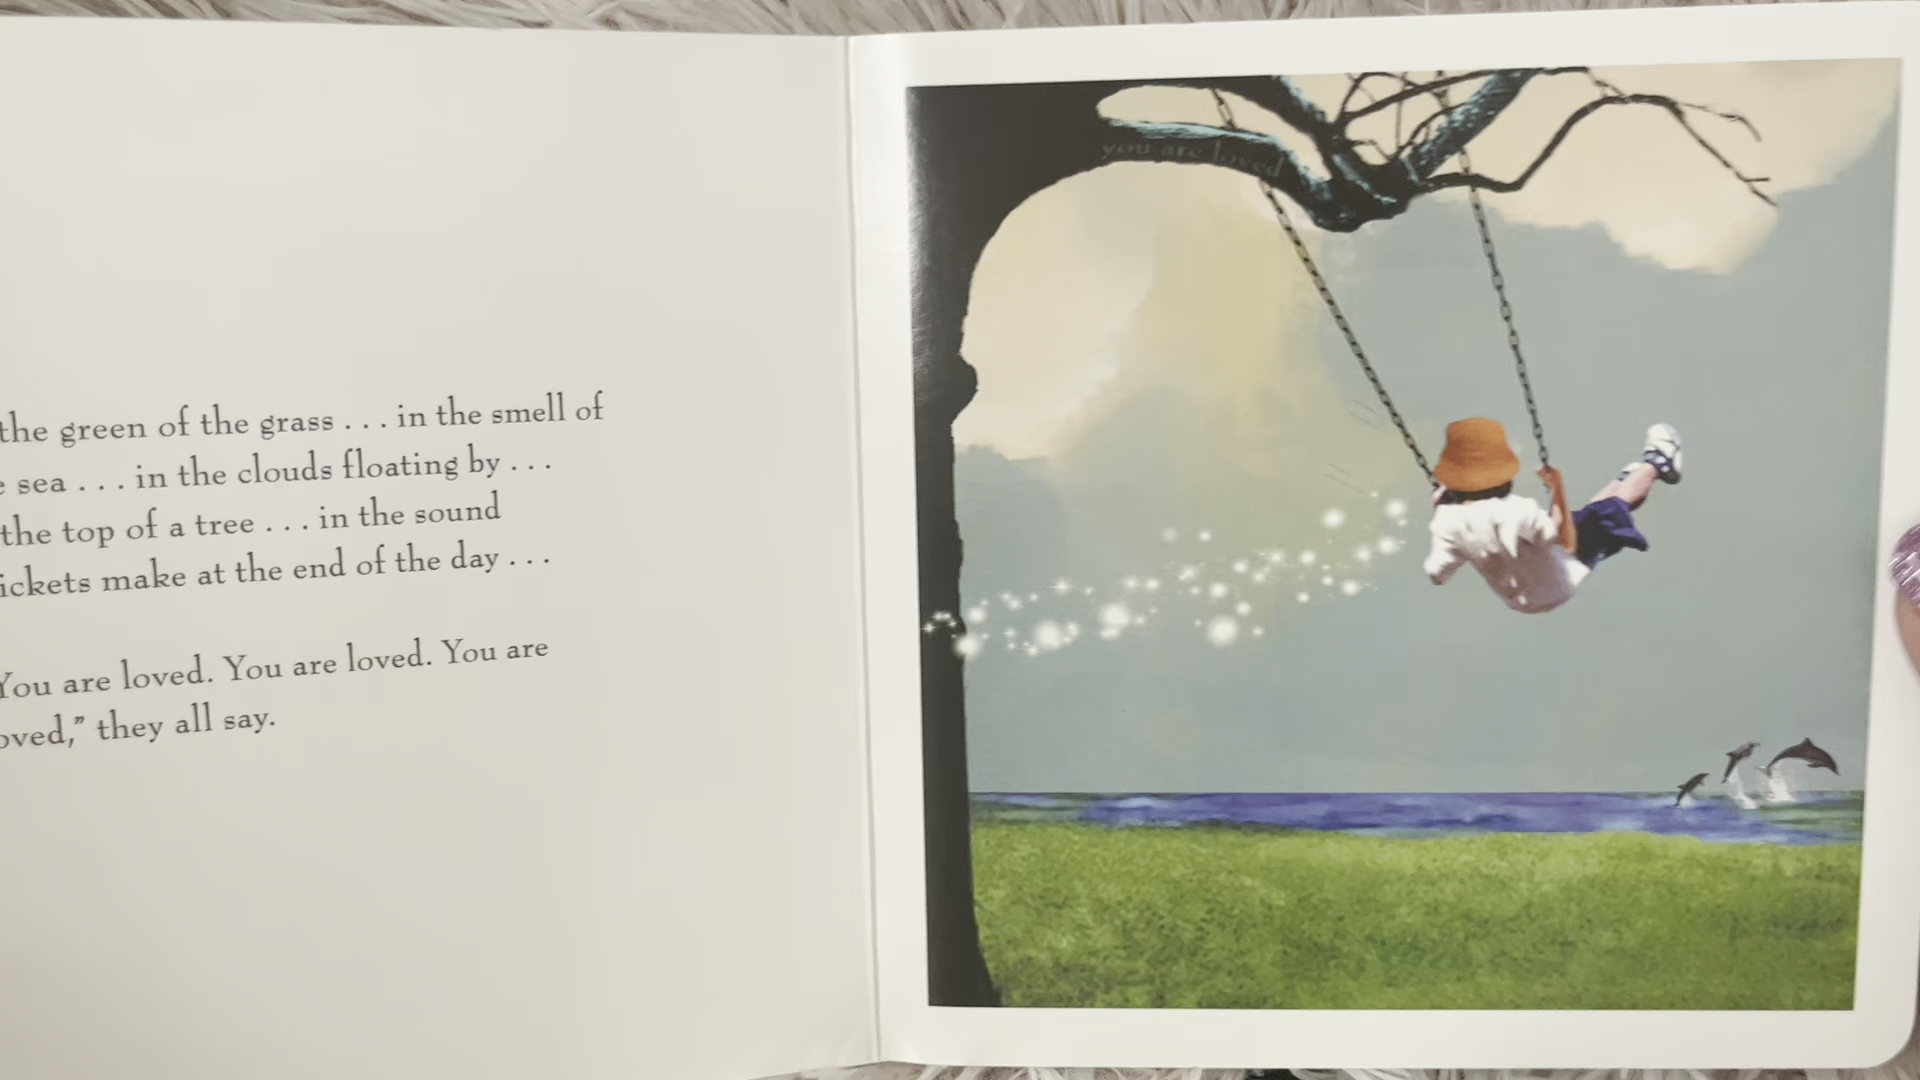 the green of the grass . . . in the smell of
sea . . . in the clouds floating by . . .
the top of a tree . . . in the sound
ickets make at the end of the day . . .
You are loved. You are loved. You are
oved,” they all say.
you are loved